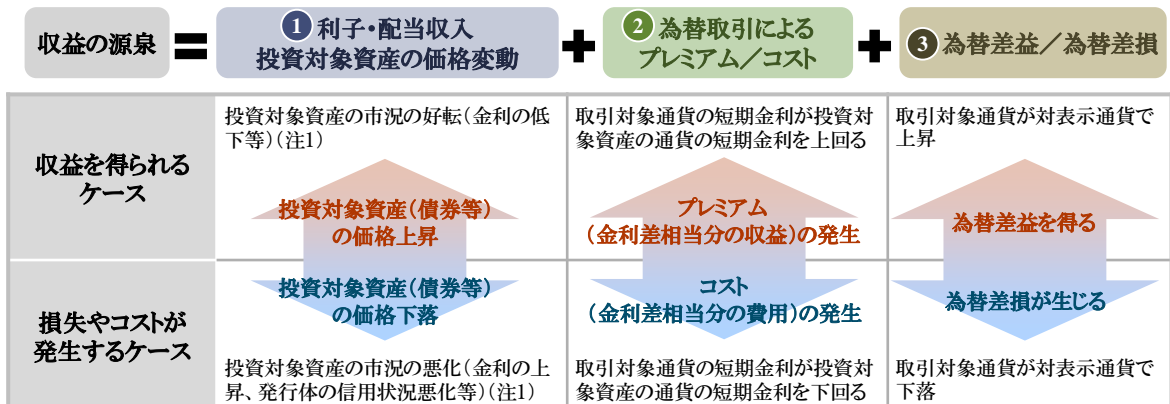 収益の源泉
=
1 利子・配当収入
投資対象資産の価格変動
+
2 為替取引による
プレミアム／コスト
+
3 為替差益／為替差損
収益を得られる
ケース
投資対象資産の市況の好転（金利の低
下等）（注1）
投資対象資産（債券等）
の価格上昇
取引対象通貨の短期金利が投資対
象資産の通貨の短期金利を上回る
プレミアム
（金利差相当分の収益）の発生
取引対象通貨が対表示通貨で
上昇
為替差益を得る
損失やコストが
発生するケース
投資対象資産（債券等）
の価格下落
投資対象資産の市況の悪化（金利の上
昇、発行体の信用状況悪化等）（注1）
コスト
（金利差相当分の費用）の発生
取引対象通貨の短期金利が投資対
象資産の通貨の短期金利を下回る
為替差損が生じる
取引対象通貨が対表示通貨で
下落